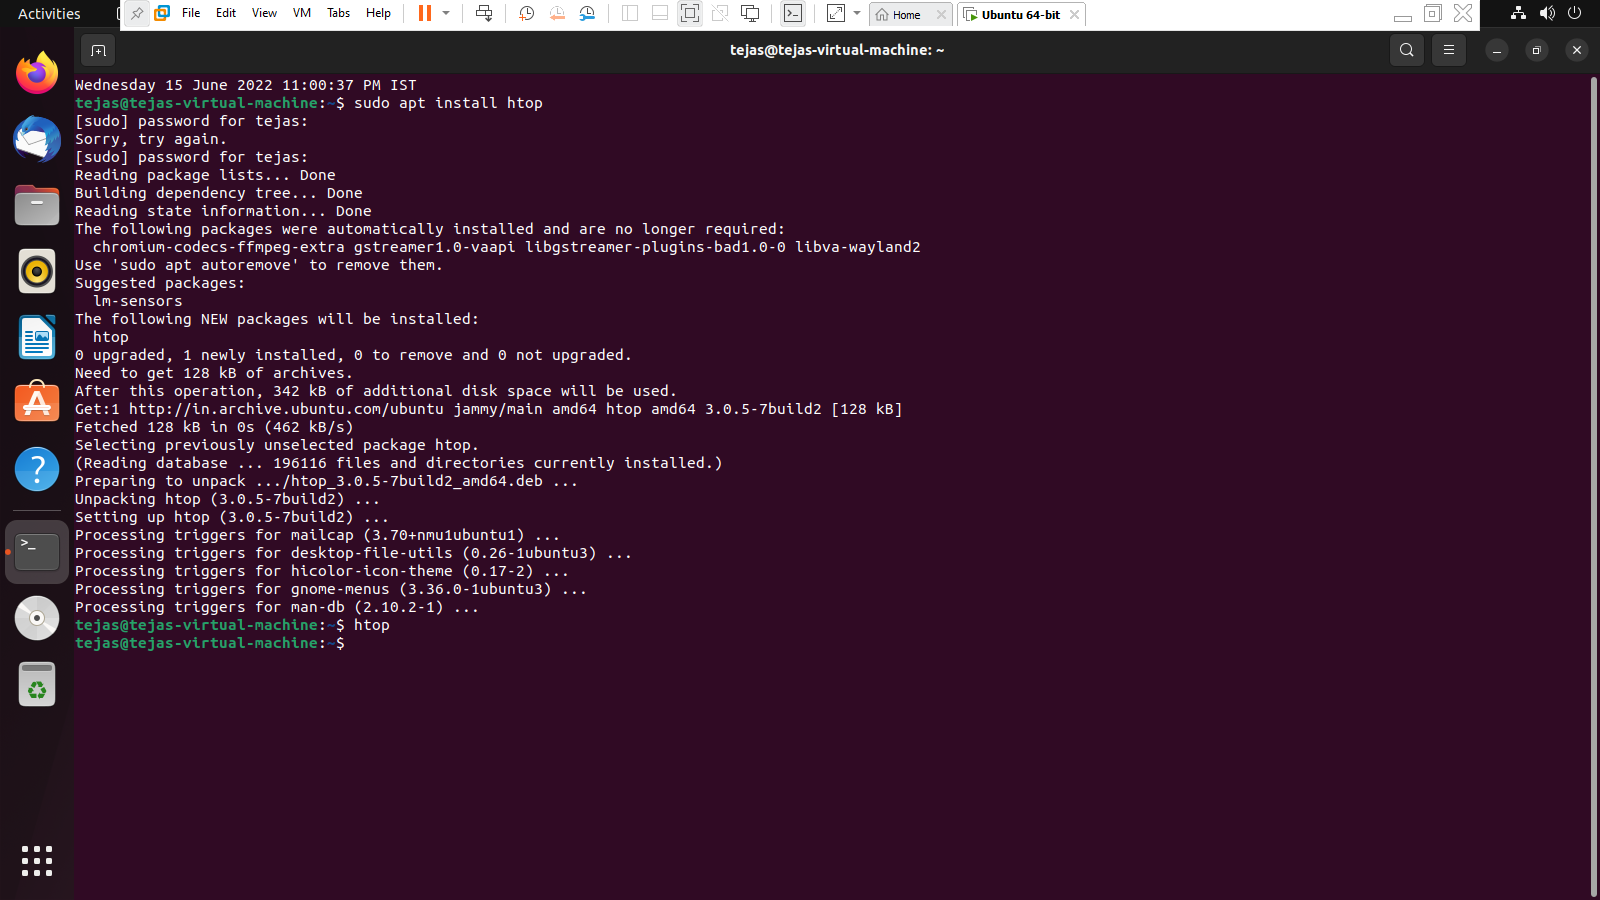 Activities
File Edit View VM Tabs Help
Home
Ubuntu 64-bit
tejas@tejas-virtual-machine: ~
Wednesday 15 June 2022 11:00:37 PM IST
tejas@tejas-virtual-machine:~$ sudo apt install htop
[sudo] password for tejas:
Sorry, try again.
[sudo] password for tejas:
Reading package lists... Done
Building dependency tree... Done
Reading state information... Done
The following packages were automatically installed and are no longer required:
  chromium-codecs-ffmpeg-extra gstreamer1.0-vaapi libgstreamer-plugins-bad1.0-0 libva-wayland2
Use 'sudo apt autoremove' to remove them.
Suggested packages:
  lm-sensors
The following NEW packages will be installed:
  htop
0 upgraded, 1 newly installed, 0 to remove and 0 not upgraded.
Need to get 128 kB of archives.
After this operation, 342 kB of additional disk space will be used.
Get:1 http://in.archive.ubuntu.com/ubuntu jammy/main amd64 htop amd64 3.0.5-7build2 [128 kB]
Fetched 128 kB in 0s (462 kB/s)
Selecting previously unselected package htop.
(Reading database ... 196116 files and directories currently installed.)
Preparing to unpack .../htop_3.0.5-7build2_amd64.deb ...
Unpacking htop (3.0.5-7build2) ...
Setting up htop (3.0.5-7build2) ...
Processing triggers for mailcap (3.70+nmu1ubuntu1) ...
Processing triggers for desktop-file-utils (0.26-1ubuntu3) ...
Processing triggers for hicolor-icon-theme (0.17-2) ...
Processing triggers for gnome-menus (3.36.0-1ubuntu3) ...
Processing triggers for man-db (2.10.2-1) ...
tejas@tejas-virtual-machine:~$ htop
tejas@tejas-virtual-machine:~$